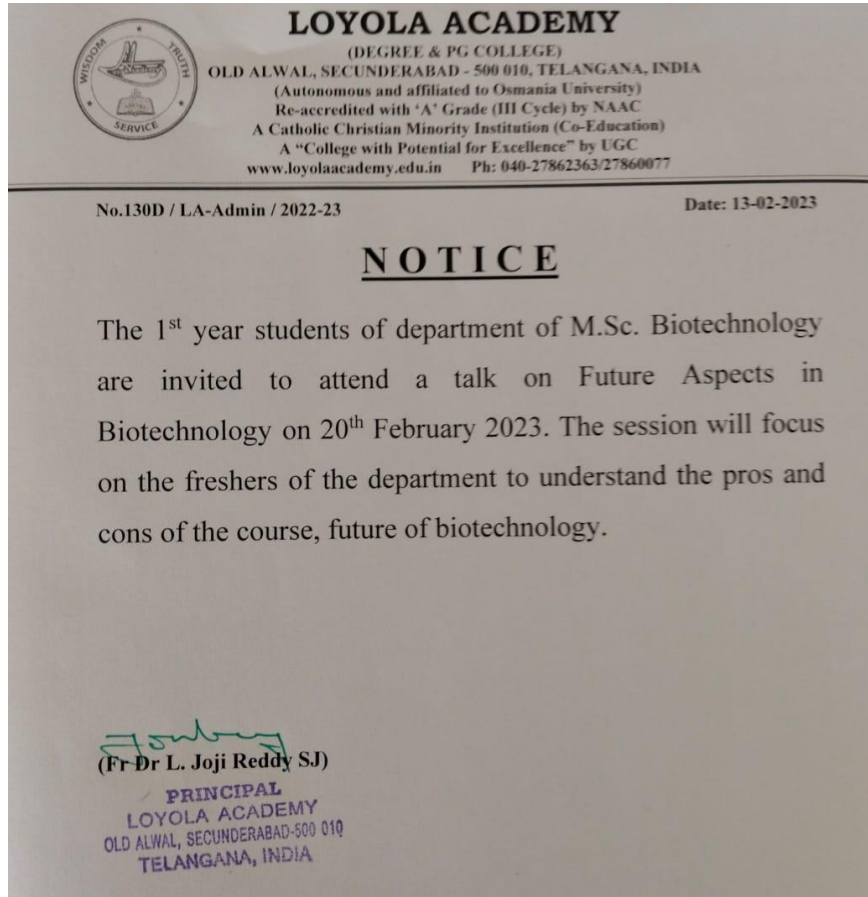 WISDOM TRUTH
SERVICE
LOYOLA ACADEMY
(DEGREE & PG COLLEGE)
OLD ALWAL, SECUNDERABAD - 500 010, TELANGANA, INDIA
(Autonomous and affiliated to Osmania University)
Re-accredited with 'A' Grade (III Cycle) by NAAC
A Catholic Christian Minority Institution (Co-Education)
A "College with Potential for Excellence" by UGC
www.loyolaacademy.edu.in Ph: 040-27862363/27860077
No.130D / LA-Admin / 2022-23 Date: 13-02-2023
NOTICE
The 1st year students of department of M.Sc. Biotechnology
are invited to attend a talk on Future Aspects in
Biotechnology on 20th February 2023. The session will focus
on the freshers of the department to understand the pros and
cons of the course, future of biotechnology.
(Fr Dr L. Joji Reddy SJ)
PRINCIPAL
LOYOLA ACADEMY
OLD ALWAL, SECUNDERABAD-500 010
TELANGANA, INDIA